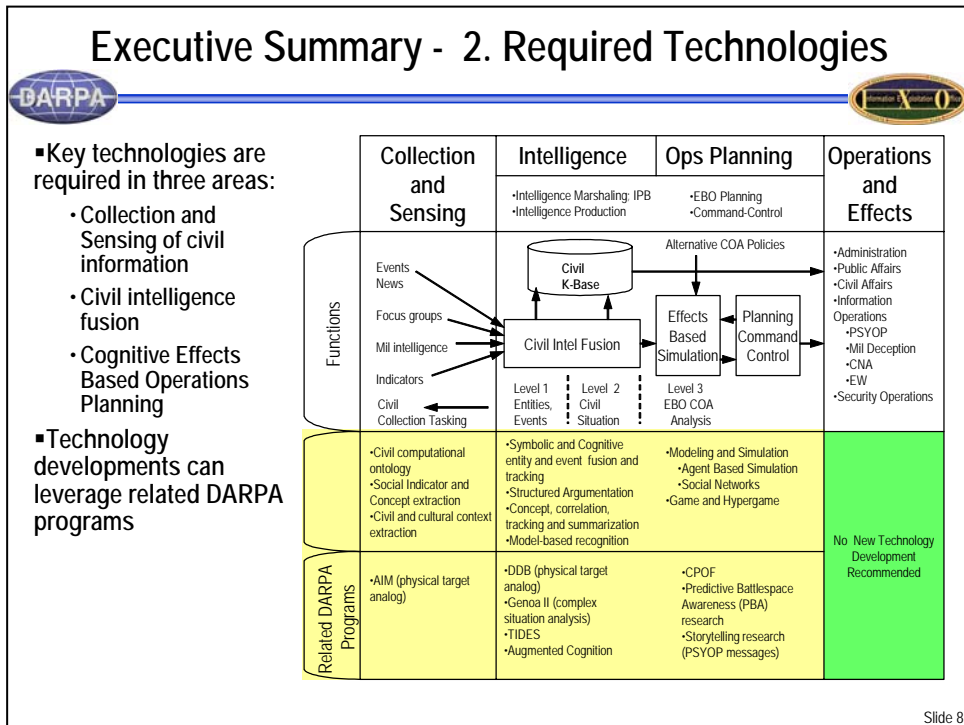 Executive Summary - 2. Required Technologies
DARPA
Information Exploitation Office
▪Key technologies are
required in three areas:
•Collection and
Sensing of civil
information
•Civil intelligence
fusion
•Cognitive Effects
Based Operations
Planning
▪Technology
developments can
leverage related DARPA
programs
Collection
and
Sensing
Intelligence
•Intelligence Marshaling: IPB
•Intelligence Production
Ops Planning
•EBO Planning
•Command-Control
Operations
and
Effects
Functions
Events
News
Focus groups
Mil intelligence
Indicators
Civil
Collection Tasking
Civil
K-Base
Civil Intel Fusion
Level 1
Entities,
Events
Level 2
Civil
Situation
Alternative COA Policies
Effects
Based
Simulation
Planning
Command
Control
Level 3
EBO COA
Analysis
•Administration
•Public Affairs
•Civil Affairs
•Information
Operations
•PSYOP
•Mil Deception
•CNA
•EW
•Security Operations
•Civil computational
ontology
•Social Indicator and
Concept extraction
•Civil and cultural context
extraction
•Symbolic and Cognitive
entity and event fusion and
tracking
•Structured Argumentation
•Concept, correlation,
tracking and summarization
•Model-based recognition
•Modeling and Simulation
•Agent Based Simulation
•Social Networks
•Game and Hypergame
No New Technology
Development
Recommended
Related DARPA
Programs
•AIM (physical target
analog)
•DDB (physical target
analog)
•Genoa II (complex
situation analysis)
•TIDES
•Augmented Cognition
•CPOF
•Predictive Battlespace
Awareness (PBA)
research
•Storytelling research
(PSYOP messages)
Slide 8